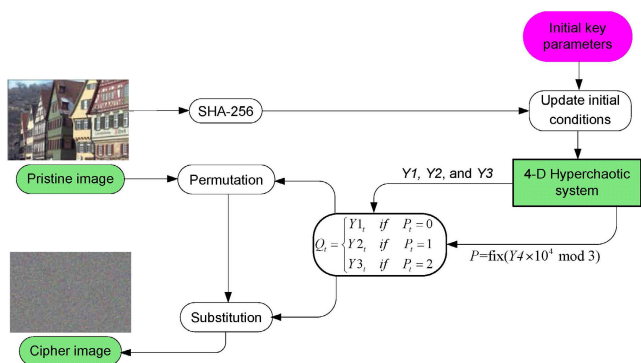 Initial key
parameters
SHA-256
Update initial
conditions
Pristine image
Permutation
Y1, Y2, and Y3
4-D Hyperchaotic
system
Q_t = { Y1_t if P_t = 0
Y2_t if P_t = 1
Y3_t if P_t = 2
P=fix(Y4×10^4 mod 3)
Substitution
Cipher image